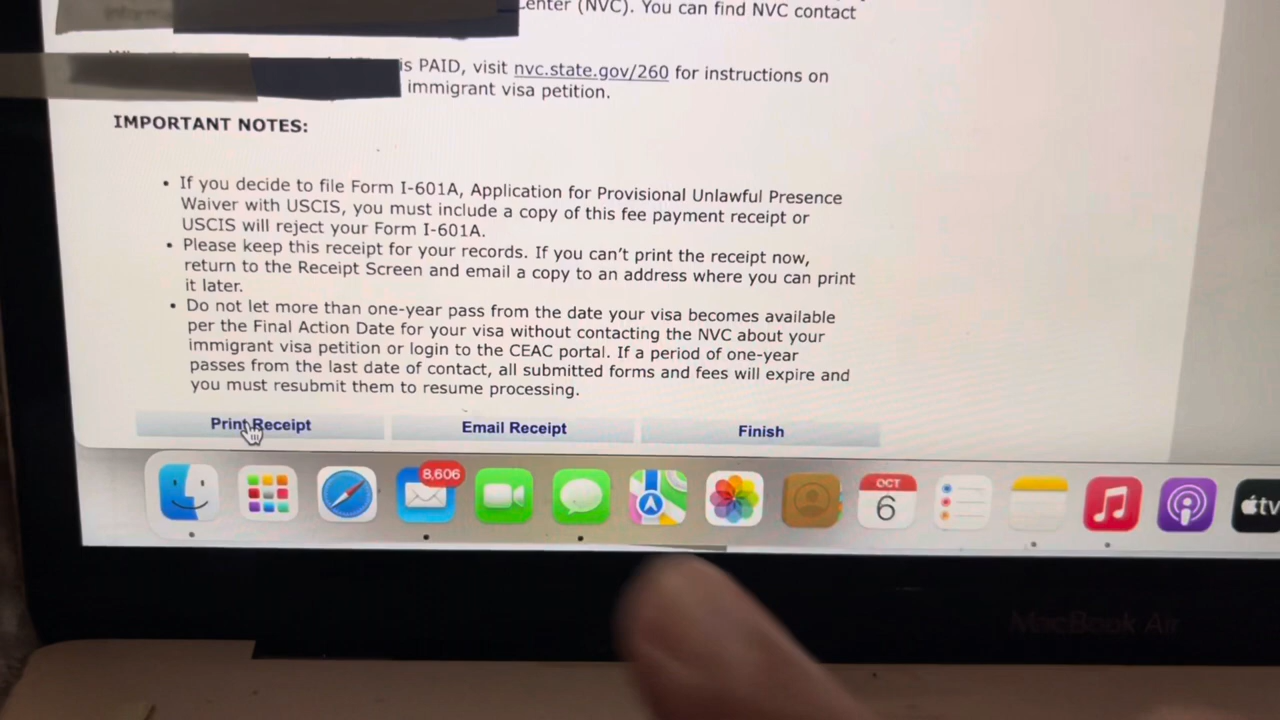 enter (NVC). You can find NVC contact
is PAID, visit nvc.state.gov/260 for instructions on
immigrant visa petition.
IMPORTANT NOTES:
• If you decide to file Form I-601A, Application for Provisional Unlawful Presence
Waiver with USCIS, you must include a copy of this fee payment receipt or
USCIS will reject your Form I-601A.
• Please keep this receipt for your records. If you can't print the receipt now,
return to the Receipt Screen and email a copy to an address where you can print
it later.
• Do not let more than one-year pass from the date your visa becomes available
per the Final Action Date for your visa without contacting the NVC about your
immigrant visa petition or login to the CEAC portal. If a period of one-year
passes from the last date of contact, all submitted forms and fees will expire and
you must resubmit them to resume processing.
Print Receipt Email Receipt Finish
8,606
OCT
6
tv
MacBook Air